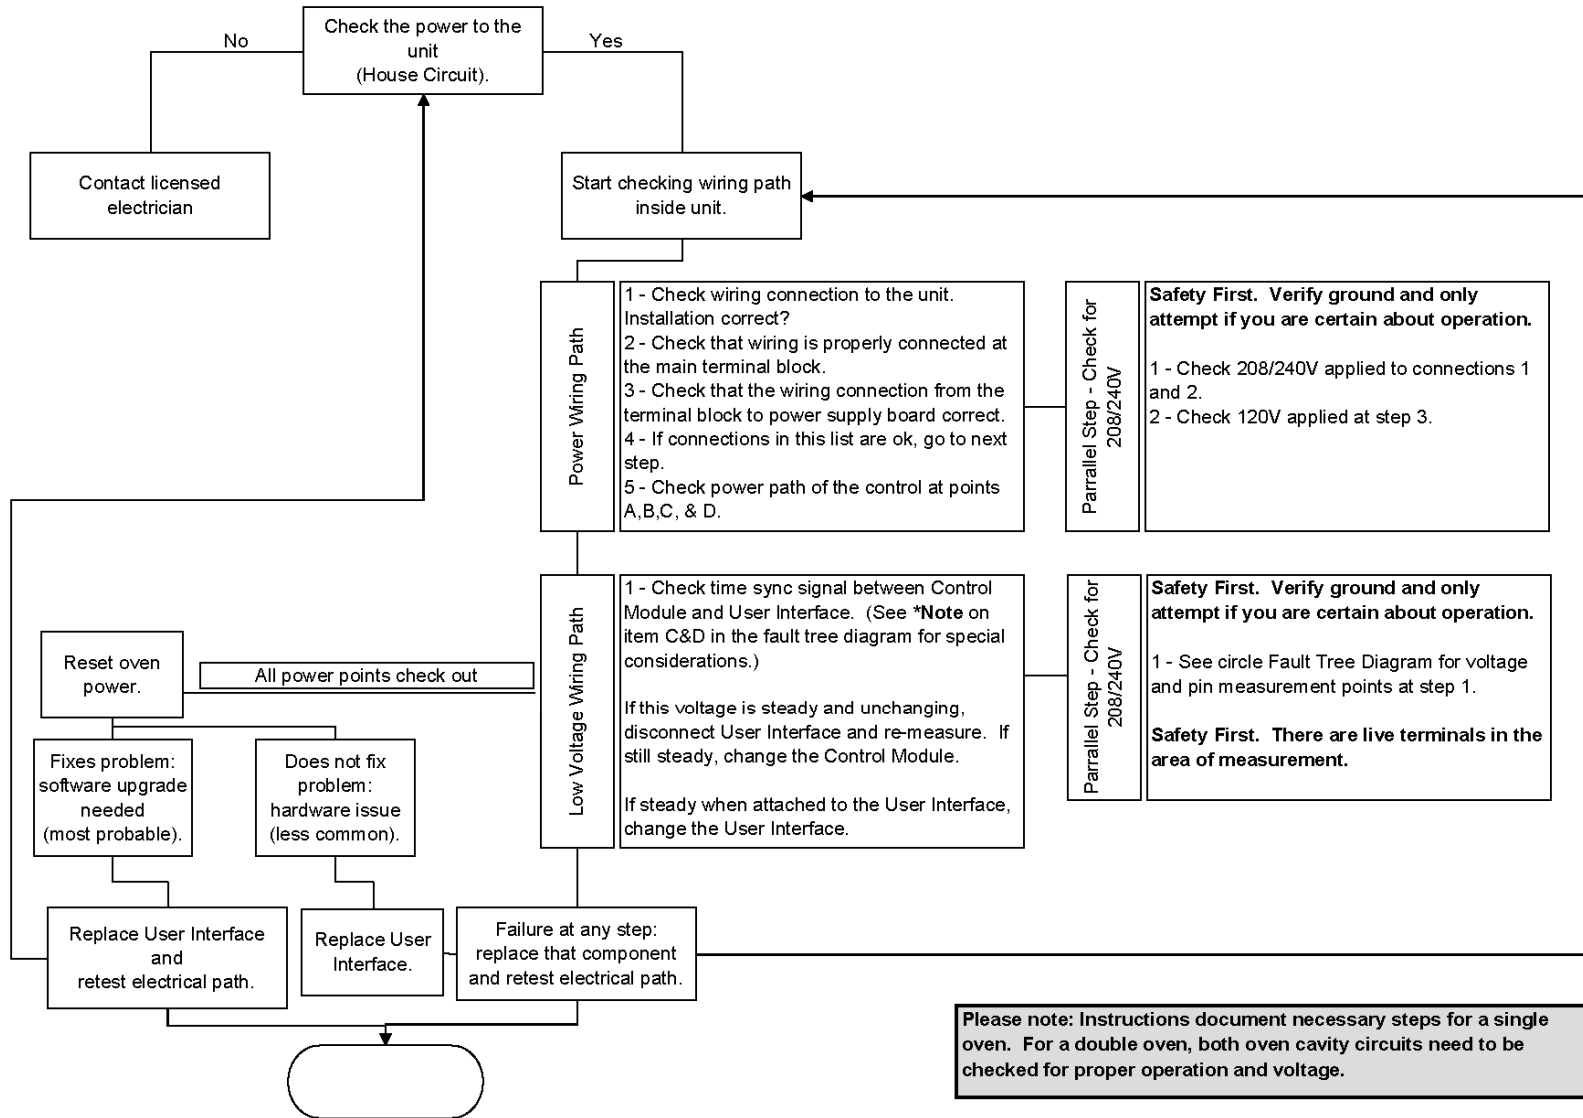 Check the power to the
unit
(House Circuit).
No
Yes
Contact licensed
electrician
Start checking wiring path
inside unit.
Power Wiring Path
1 - Check wiring connection to the unit.
Installation correct?
2 - Check that wiring is properly connected at
the main terminal block.
3 - Check that the wiring connection from the
terminal block to power supply board correct.
4 - If connections in this list are ok, go to next
step.
5 - Check power path of the control at points
A,B,C, & D.
Parrallel Step - Check for
208/240V
Safety First. Verify ground and only
attempt if you are certain about operation.
1 - Check 208/240V applied to connections 1
and 2.
2 - Check 120V applied at step 3.
Low Voltage Wiring Path
1 - Check time sync signal between Control
Module and User Interface. (See *Note on
item C&D in the fault tree diagram for special
considerations.)
If this voltage is steady and unchanging,
disconnect User Interface and re-measure. If
still steady, change the Control Module.
If steady when attached to the User Interface,
change the User Interface.
Parrallel Step - Check for
208/240V
Safety First. Verify ground and only
attempt if you are certain about operation.
1 - See circle Fault Tree Diagram for voltage
and pin measurement points at step 1.
Safety First. There are live terminals in the
area of measurement.
Reset oven
power.
All power points check out
Fixes problem:
software upgrade
needed
(most probable).
Does not fix
problem:
hardware issue
(less common).
Replace User Interface
and
retest electrical path.
Replace User
Interface.
Failure at any step:
replace that component
and retest electrical path.
Please note: Instructions document necessary steps for a single
oven. For a double oven, both oven cavity circuits need to be
checked for proper operation and voltage.